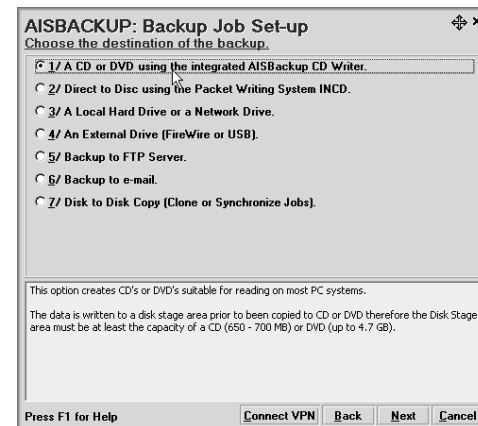 AISBACKUP: Backup Job Set-up
Choose the destination of the backup.
1/ A CD or DVD using the integrated AISBackup CD Writer.
2/ Direct to Disc using the Packet Writing System INCD.
3/ A Local Hard Drive or a Network Drive.
4/ An External Drive (FireWire or USB).
5/ Backup to FTP Server.
6/ Backup to e-mail.
7/ Disk to Disk Copy (Clone or Synchronize Jobs).
This option creates CD's or DVD's suitable for reading on most PC systems.
The data is written to a disk stage area prior to been copied to CD or DVD therefore the Disk Stage
area must be at least the capacity of a CD (650 - 700 MB) or DVD (up to 4.7 GB).
Press F1 for Help
Connect VPN
Back
Next
Cancel